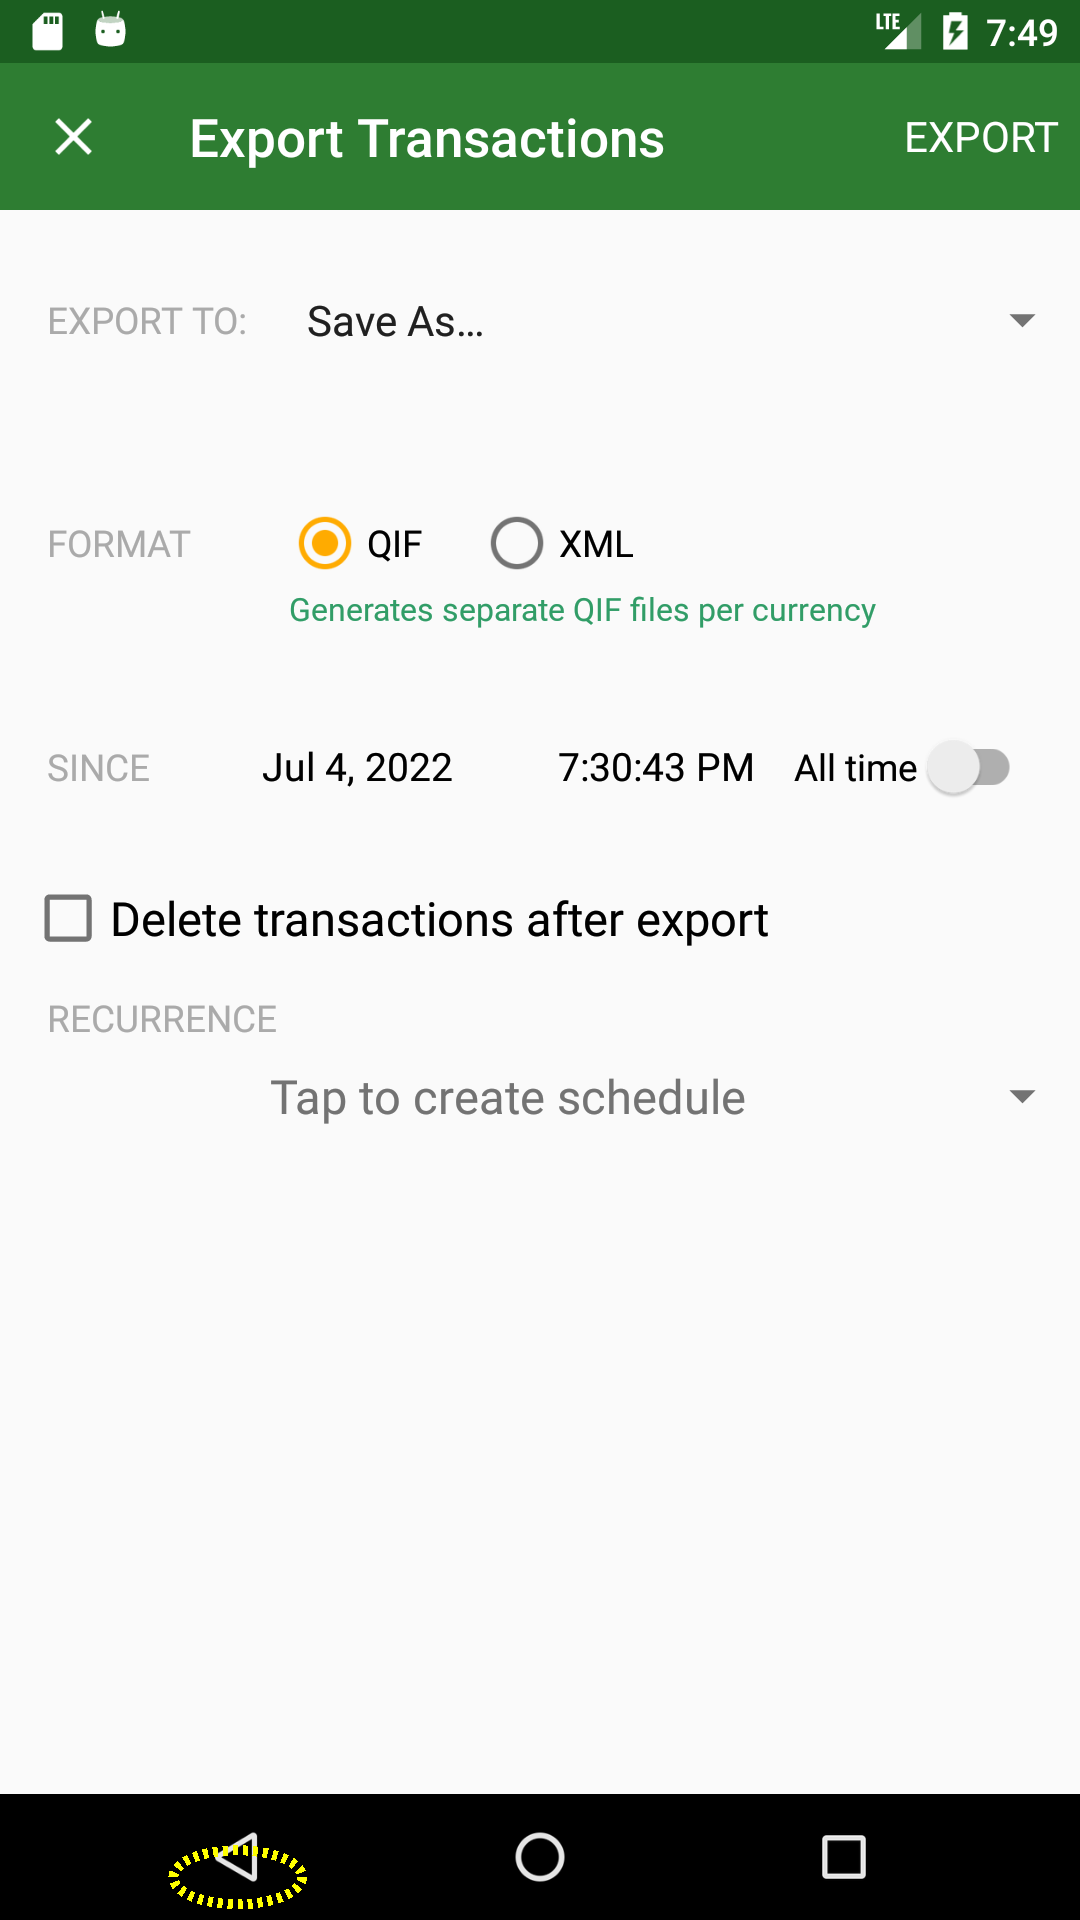 LTE 7:49
Export Transactions EXPORT
EXPORT TO: Save As...
FORMAT QIF XML
Generates separate QIF files per currency
SINCE Jul 4, 2022 7:30:43 PM All time
Delete transactions after export
RECURRENCE
Tap to create schedule